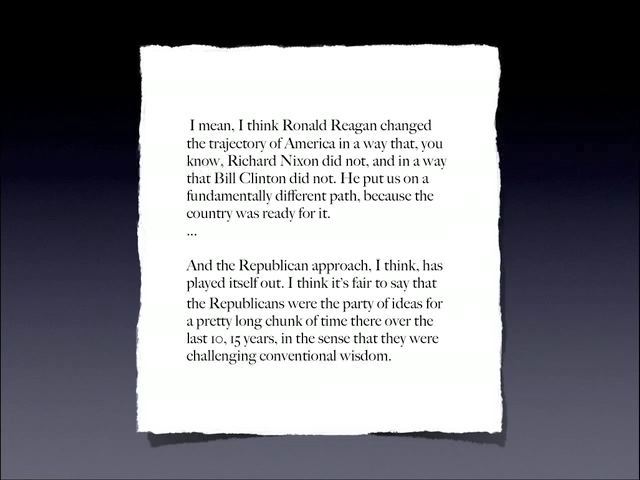 I mean, I think Ronald Reagan changed
the trajectory of America in a way that, you
know, Richard Nixon did not, and in a way
that Bill Clinton did not. He put us on a
fundamentally different path, because the
country was ready for it.
...
And the Republican approach, I think, has
played itself out. I think it's fair to say that
the Republicans were the party of ideas for
a pretty long chunk of time there over the
last 10, 15 years, in the sense that they were
challenging conventional wisdom.